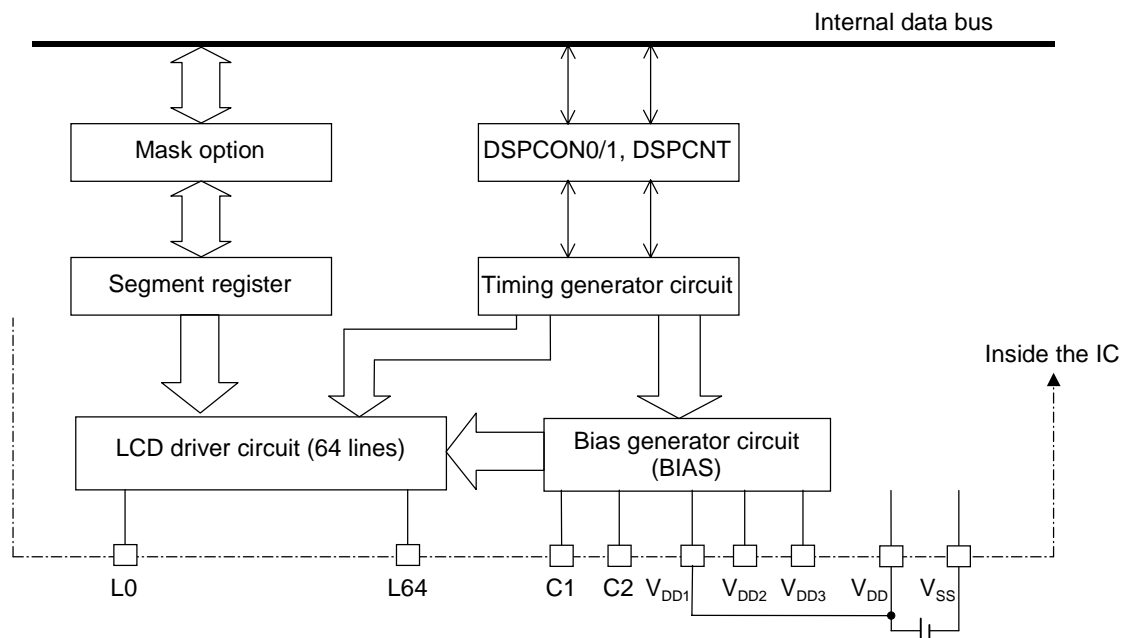 Internal data bus
Mask option
DSPCON0/1, DSPCNT
Segment register
Timing generator circuit
Inside the IC
LCD driver circuit (64 lines)
Bias generator circuit
(BIAS)
L0
L64
C1
C2
VDD1
VDD2
VDD3
VDD
VSS